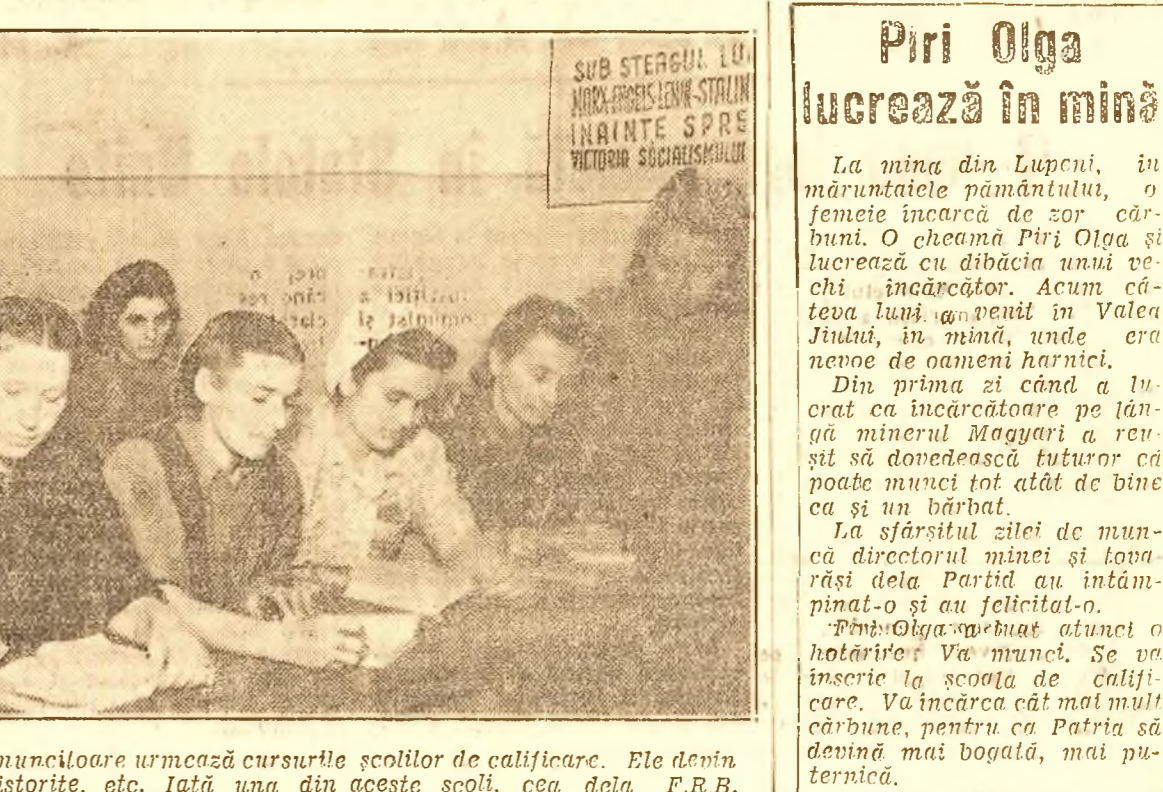 SUB STEAGUL LUI
MARX-ENGELS-LENIN-STALIN
INAINTE SPRE
VICTORIA SOCIALISMULUI
muncitoare urmează cursurile școlilor de calificare. Ele devin
istorite, etc. Iată una din aceste școli, cea dela F.R.B.
Piri Olga
lucrează în mină
La mina din Lupeni, in
măruntaiele pământului, o
femeie încarcă de zor căr-
buni. O cheamă Piri Olga și
lucrează cu dibăcia unui ve-
chi încărcător. Acum câ-
teva luni a venit în Valea
Jiului, in mină, unde era
nevoe de oameni harnici.
Din prima zi când a lu-
crat ca încărcătoare pe lân-
gă minerul Magyari a reu-
șit să dovedească tuturor că
poate munci tot atât de bine
ca și un bărbat.
La sfârșitul zilei de mun-
că directorul minei și tova-
răși dela Partid au intâm-
pinat-o și au felicitat-o.
Piri Olga a luat atunci o
hotărîre: Va munci. Se va
înscrie la școala de califi-
care. Va încărca cât mai mult
cărbune, pentru ca Patria să
devină mai bogată, mai pu-
ternică.